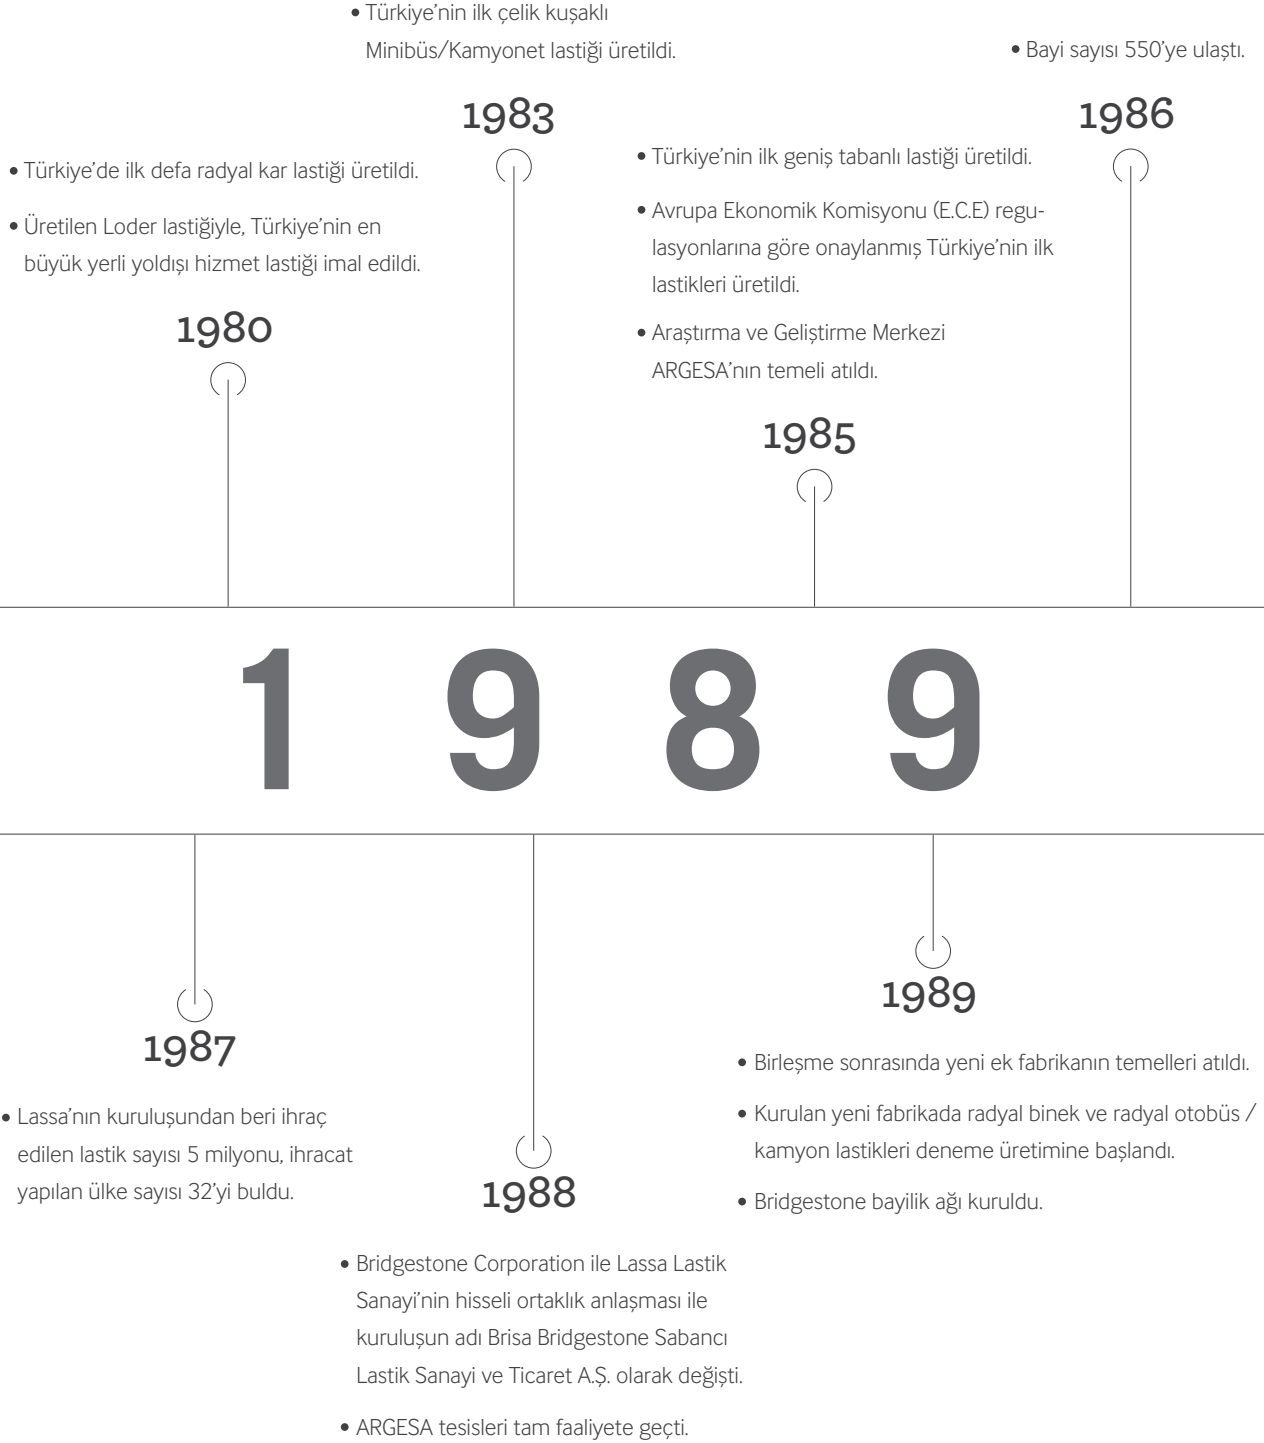 • Türkiye’nin ilk çelik kuşaklı
Minibüs/Kamyonet lastiği üretildi.
1983
• Bayi sayısı 550’ye ulaştı.
1986
• Türkiye’de ilk defa radyal kar lastiği üretildi.
• Üretilen Loder lastiğiyle, Türkiye’nin en
büyük yerli yoldışı hizmet lastiği imal edildi.
1980
• Türkiye’nin ilk geniş tabanlı lastiği üretildi.
• Avrupa Ekonomik Komisyonu (E.C.E) regu-
lasyonlarına göre onaylanmış Türkiye’nin ilk
lastikleri üretildi.
• Araştırma ve Geliştirme Merkezi
ARGESA’nın temeli atıldı.
1985
1989
1987
• Lassa’nın kuruluşundan beri ihraç
edilen lastik sayısı 5 milyonu, ihracat
yapılan ülke sayısı 32’yi buldu.
1988
• Bridgestone Corporation ile Lassa Lastik
Sanayi’nin hisseli ortaklık anlaşması ile
kuruluşun adı Brisa Bridgestone Sabancı
Lastik Sanayi ve Ticaret A.Ş. olarak değişti.
• ARGESA tesisleri tam faaliyete geçti.
1989
• Birleşme sonrasında yeni ek fabrikanın temelleri atıldı.
• Kurulan yeni fabrikada radyal binek ve radyal otobüs /
kamyon lastikleri deneme üretimine başlandı.
• Bridgestone bayilik ağı kuruldu.